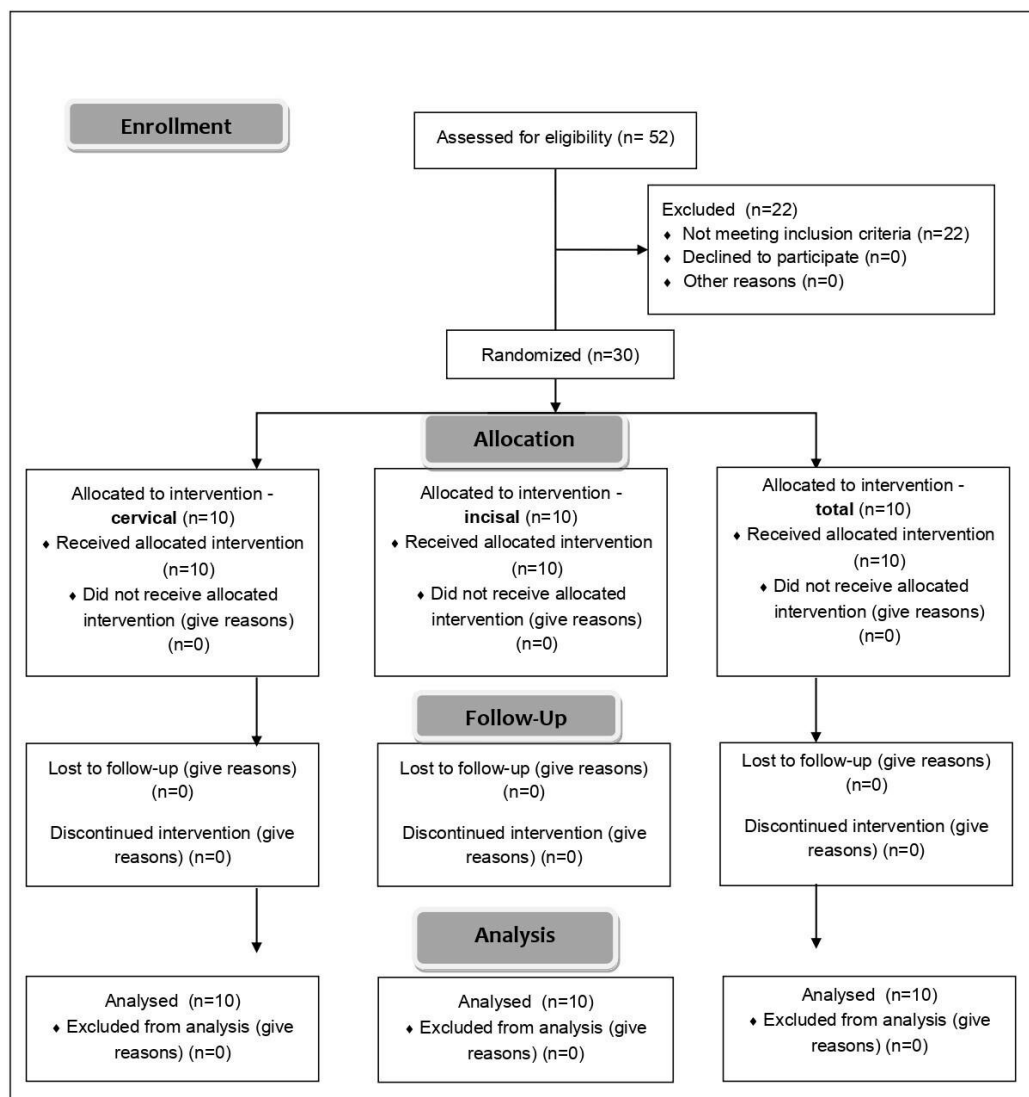 Enrollment
Assessed for eligibility (n= 52)
Excluded  (n=22)
♦ Not meeting inclusion criteria (n=22)
♦ Declined to participate (n=0)
♦ Other reasons (n=0)
Randomized (n=30)
Allocation
Allocated to intervention -
cervical (n=10)
♦ Received allocated intervention
(n=10)
♦ Did not receive allocated
intervention (give reasons)
(n=0)
Allocated to intervention -
incisal (n=10)
♦ Received allocated intervention
(n=10)
♦ Did not receive allocated
intervention (give reasons)
(n=0)
Allocated to intervention -
total (n=10)
♦ Received allocated intervention
(n=10)
♦ Did not receive allocated
intervention (give reasons)
(n=0)
Follow-Up
Lost to follow-up (give reasons)
(n=0)
Discontinued intervention (give
reasons) (n=0)
Lost to follow-up (give reasons)
(n=0)
Discontinued intervention (give
reasons) (n=0)
Lost to follow-up (give reasons)
(n=0)
Discontinued intervention (give
reasons) (n=0)
Analysis
Analysed  (n=10)
♦ Excluded from analysis (give
reasons) (n=0)
Analysed  (n=10)
♦ Excluded from analysis (give
reasons) (n=0)
Analysed  (n=10)
♦ Excluded from analysis (give
reasons) (n=0)